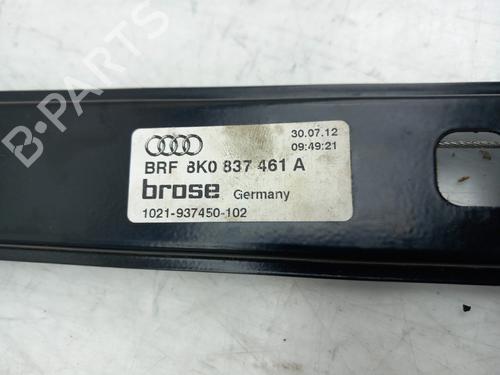 30.07.12
09:49:21
BRF 8K0 837 461 A
brose Germany
1021-937450-102
B-PARTS